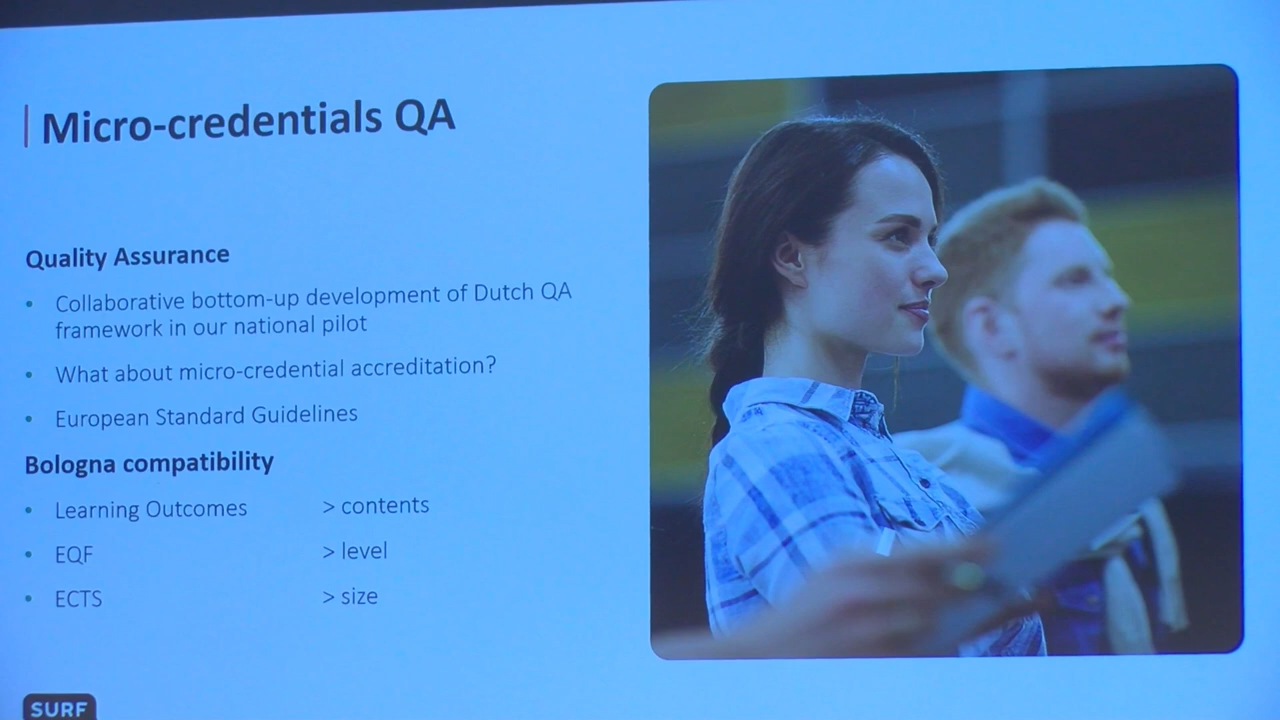 Micro-credentials QA
Quality Assurance
• Collaborative bottom-up development of Dutch QA
framework in our national pilot
• What about micro-credential accreditation?
• European Standard Guidelines
Bologna compatibility
• Learning Outcomes > contents
• EQF > level
• ECTS > size
SURF